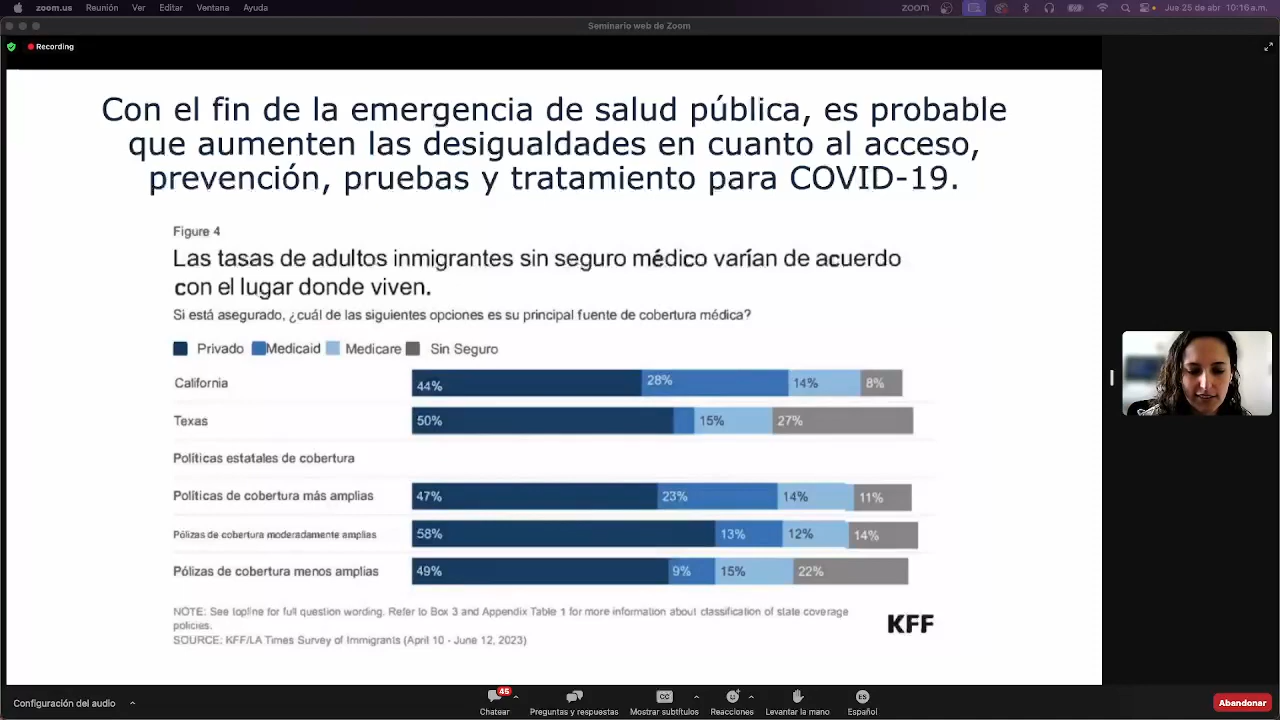 zoom.us Reunión Ver Editar Ventana Ayuda zoom Jue 25 de abr 10:16 a.m.
Seminario web de Zoom
Recording
Con el fin de la emergencia de salud pública, es probable
que aumenten las desigualdades en cuanto al acceso,
prevención, pruebas y tratamiento para COVID-19.
Figure 4
Las tasas de adultos inmigrantes sin seguro médico varían de acuerdo
con el lugar donde viven.
Si está asegurado, ¿cuál de las siguientes opciones es su principal fuente de cobertura médica?
Privado Medicaid Medicare Sin Seguro
California 44% 28% 14% 8%
Texas 50% 15% 27%
Políticas estatales de cobertura
Políticas de cobertura más amplias 47% 23% 14% 11%
Pólizas de cobertura moderadamente amplias 58% 13% 12% 14%
Pólizas de cobertura menos amplias 49% 9% 15% 22%
NOTE: See topline for full question wording. Refer to Box 3 and Appendix Table 1 for more information about classification of state coverage
policies.
SOURCE: KFF/LA Times Survey of Immigrants (April 10 - June 12, 2023)
KFF
Configuración del audio
45
CC
ES
Chatear Preguntas y respuestas Mostrar subtítulos Reacciones Levantar la mano Español
Abandonar